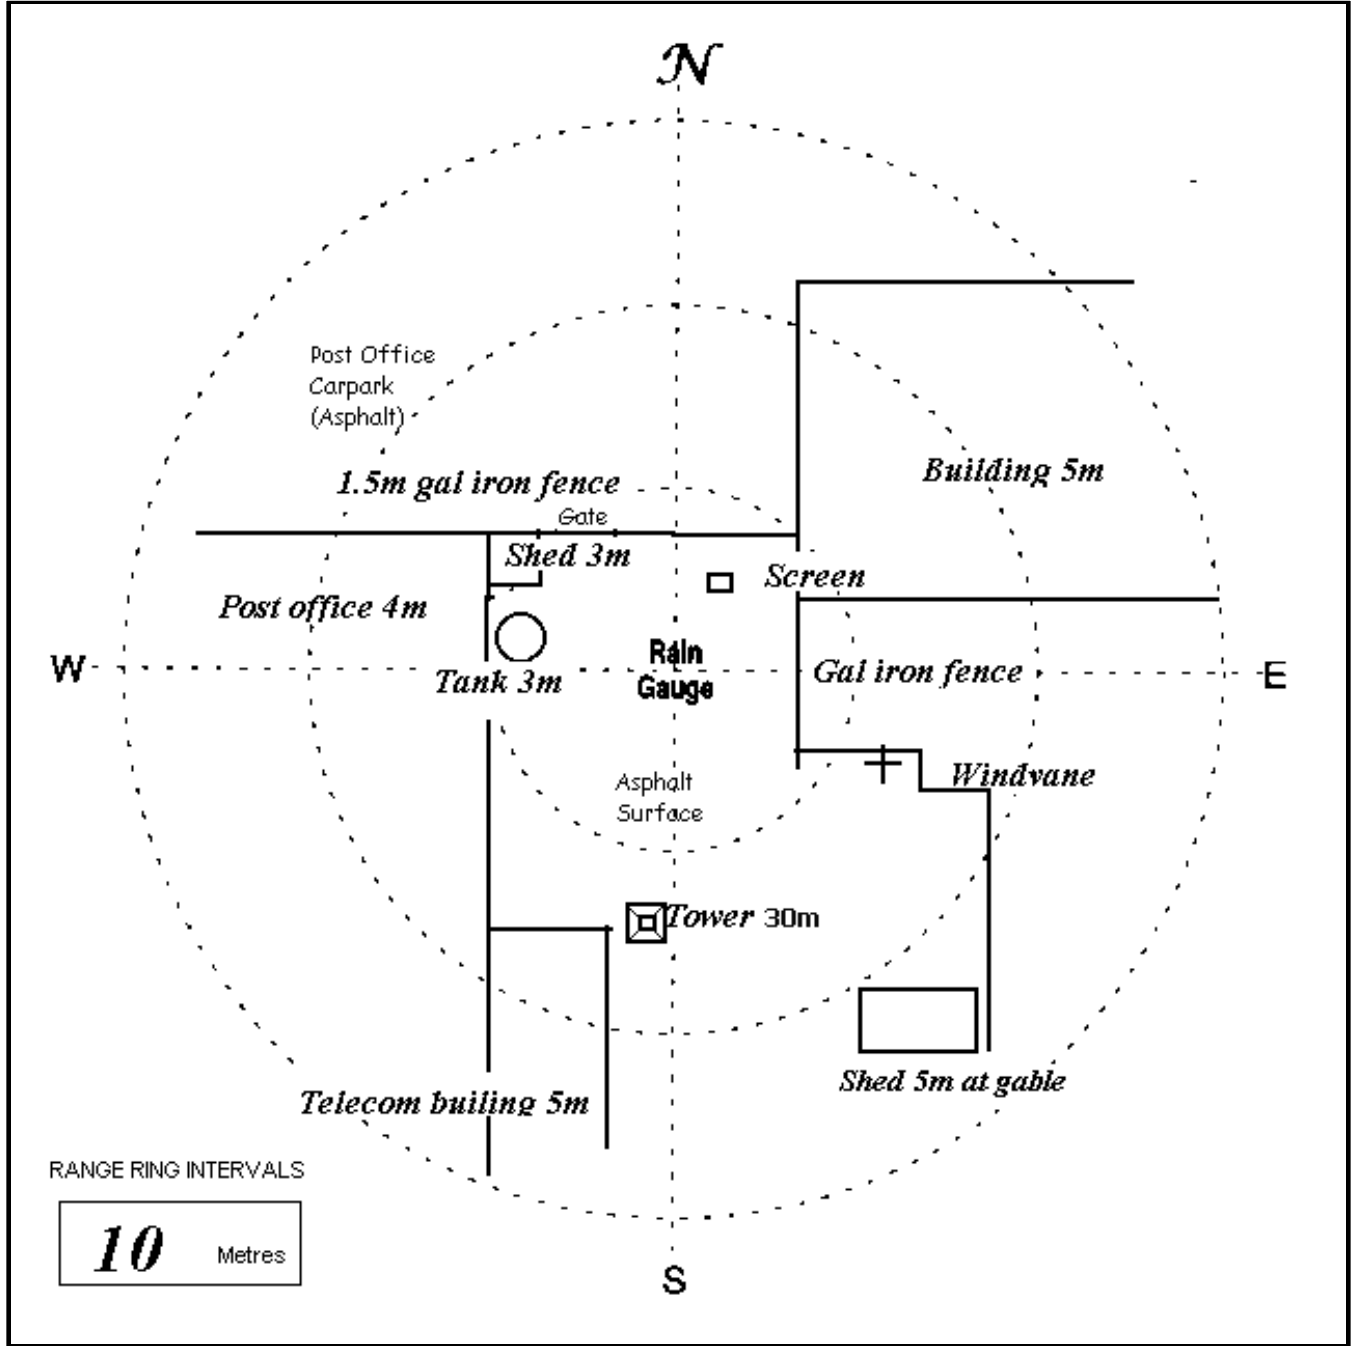 N
Post Office
Carpark
(Asphalt)
Building 5m
1.5m gal iron fence
Gate
Shed 3m
Screen
Post office 4m
Rain
Gauge
W
Tank 3m
Gal iron fence
E
Asphalt
Surface
Windvane
Tower 30m
Shed 5m at gable
Telecom builing 5m
RANGE RING INTERVALS
10 Metres
S